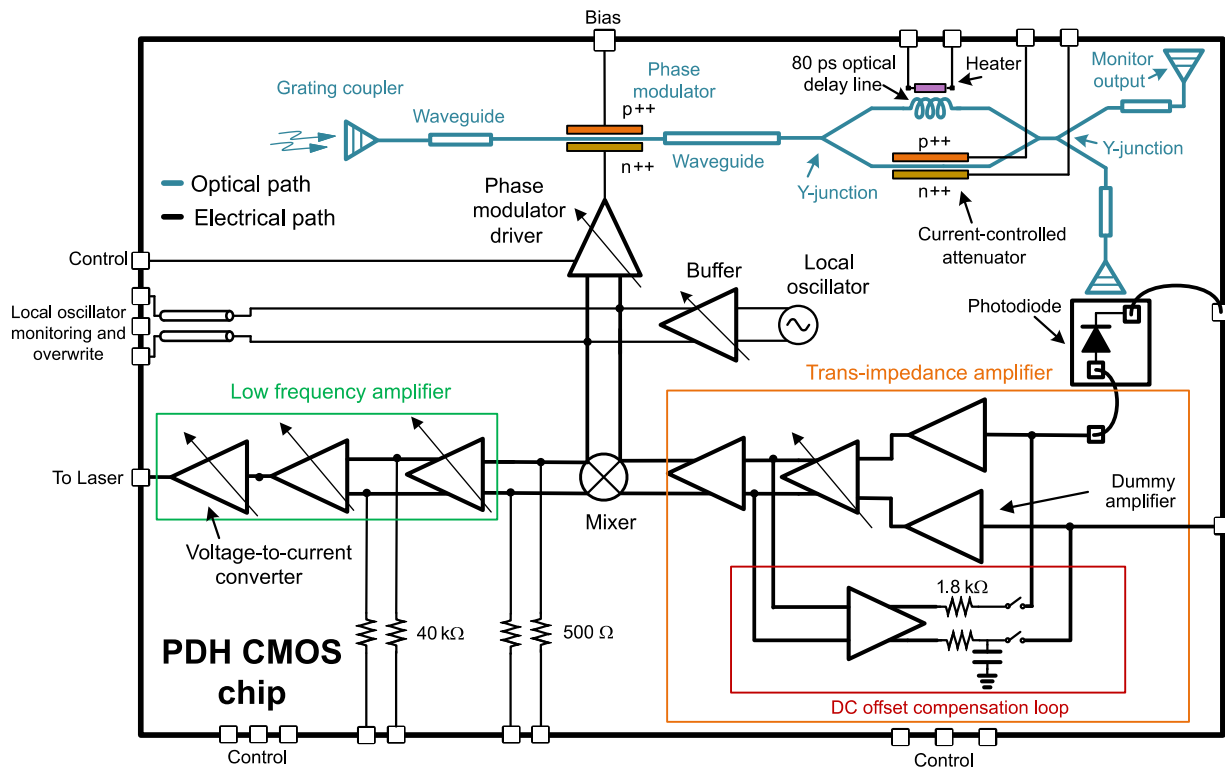 Bias
Grating coupler
Waveguide
Phase
modulator
p++
n++
Waveguide
80 ps optical
delay line
Heater
Monitor
output
Y-junction
p++
n++
Y-junction
Current-controlled
attenuator
Optical path
Electrical path
Phase
modulator
driver
Control
Local oscillator
monitoring and
overwrite
Buffer
Local
oscillator
Photodiode
Low frequency amplifier
Trans-impedance amplifier
To Laser
Mixer
Dummy
amplifier
Voltage-to-current
converter
1.8 kΩ
40 kΩ
500 Ω
PDH CMOS
chip
DC offset compensation loop
Control
Control